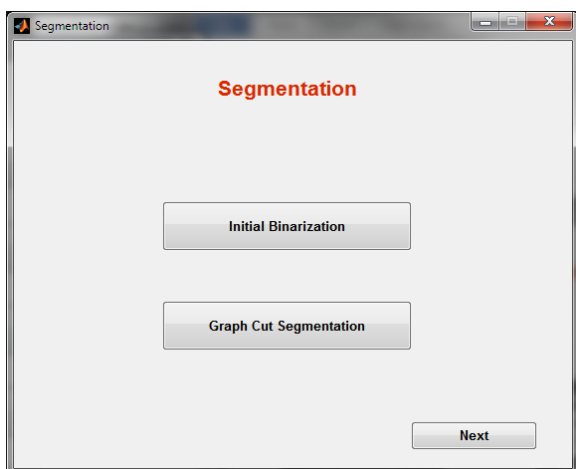 Segmentation
Segmentation
Initial Binarization
Graph Cut Segmentation
Next